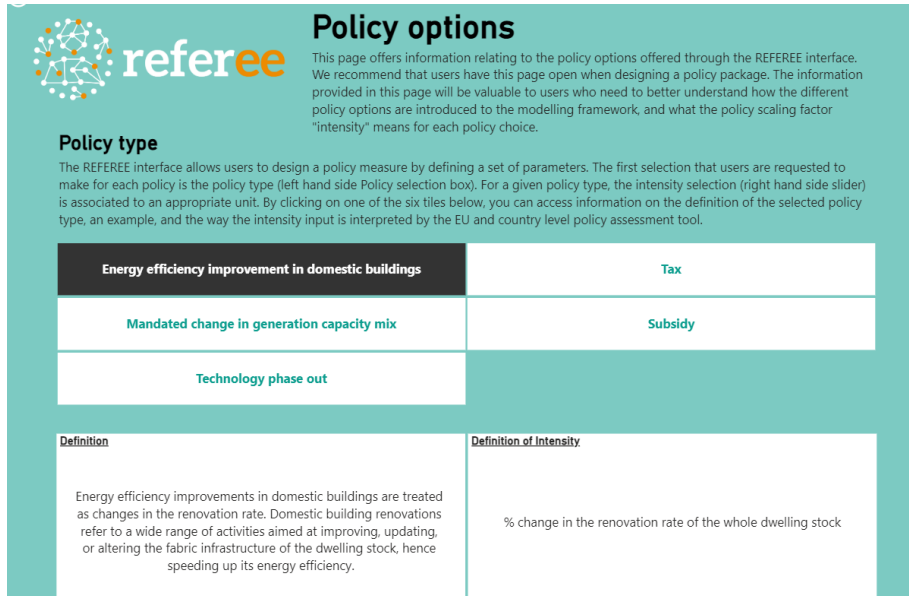 referee
Policy options
This page offers information relating to the policy options offered through the REFEREE interface.
We recommend that users have this page open when designing a policy package. The information
provided in this page will be valuable to users who need to better understand how the different
policy options are introduced to the modelling framework, and what the policy scaling factor
"intensity" means for each policy choice.
Policy type
The REFEREE interface allows users to design a policy measure by defining a set of parameters. The first selection that users are requested to
make for each policy is the policy type (left hand side Policy selection box). For a given policy type, the intensity selection (right hand side slider)
is associated to an appropriate unit. By clicking on one of the six tiles below, you can access information on the definition of the selected policy
type, an example, and the way the intensity input is interpreted by the EU and country level policy assessment tool.
Energy efficiency improvement in domestic buildings
Tax
Mandated change in generation capacity mix
Subsidy
Technology phase out
Definition
Energy efficiency improvements in domestic buildings are treated
as changes in the renovation rate. Domestic building renovations
refer to a wide range of activities aimed at improving, updating,
or altering the fabric infrastructure of the dwelling stock, hence
speeding up its energy efficiency.
Definition of Intensity
% change in the renovation rate of the whole dwelling stock